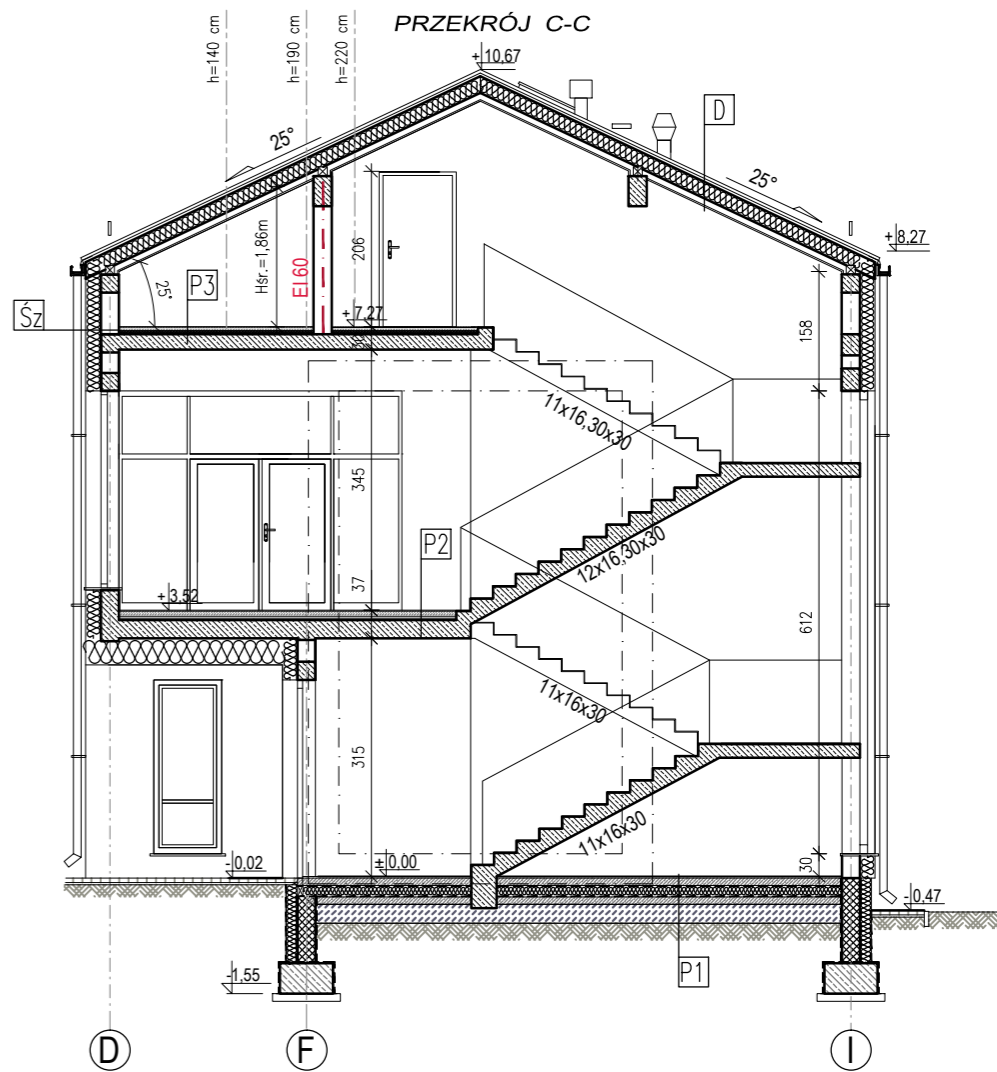 PRZEKRÓJ C-C
h=140 cm
h=190 cm
h=220 cm
+10,67
D
25°
25°
+8,27
206
Hśr.=1,86m
EI 60
25°
P3
Śz
+7,27
158
11x16,30x30
345
12x16,30x30
P2
37
+3,52
612
11x16x30
315
11x16x30
-0,02
±0,00
30
-0,47
P1
-1,55
D
F
I